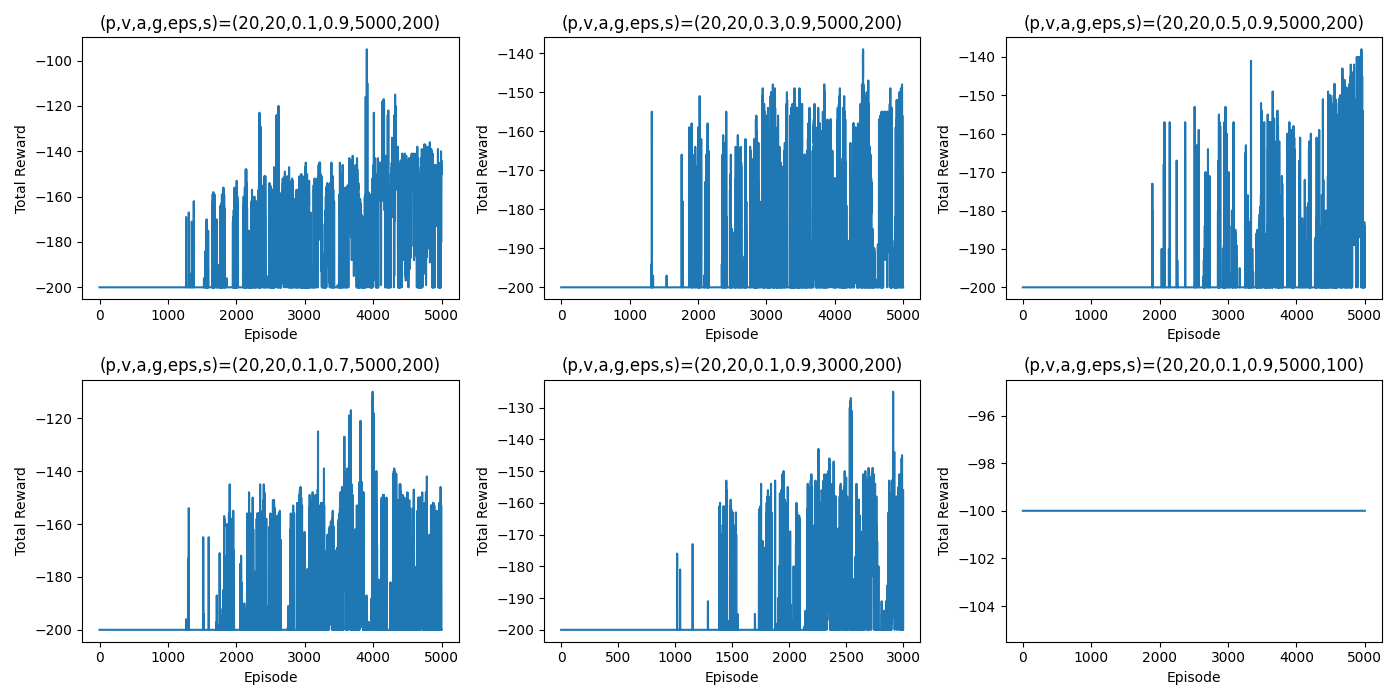 (p,v,a,g,eps,s)=(20,20,0.1,0.9,5000,200)
Total Reward
−100
−120
−140
−160
−180
−200
0 1000 2000 3000 4000 5000
Episode
(p,v,a,g,eps,s)=(20,20,0.3,0.9,5000,200)
Total Reward
−140
−150
−160
−170
−180
−190
−200
0 1000 2000 3000 4000 5000
Episode
(p,v,a,g,eps,s)=(20,20,0.5,0.9,5000,200)
Total Reward
−140
−150
−160
−170
−180
−190
−200
0 1000 2000 3000 4000 5000
Episode
(p,v,a,g,eps,s)=(20,20,0.1,0.7,5000,200)
Total Reward
−120
−140
−160
−180
−200
0 1000 2000 3000 4000 5000
Episode
(p,v,a,g,eps,s)=(20,20,0.1,0.9,3000,200)
Total Reward
−130
−140
−150
−160
−170
−180
−190
−200
0 500 1000 1500 2000 2500 3000
Episode
(p,v,a,g,eps,s)=(20,20,0.1,0.9,5000,100)
Total Reward
−96
−98
−100
−102
−104
0 1000 2000 3000 4000 5000
Episode